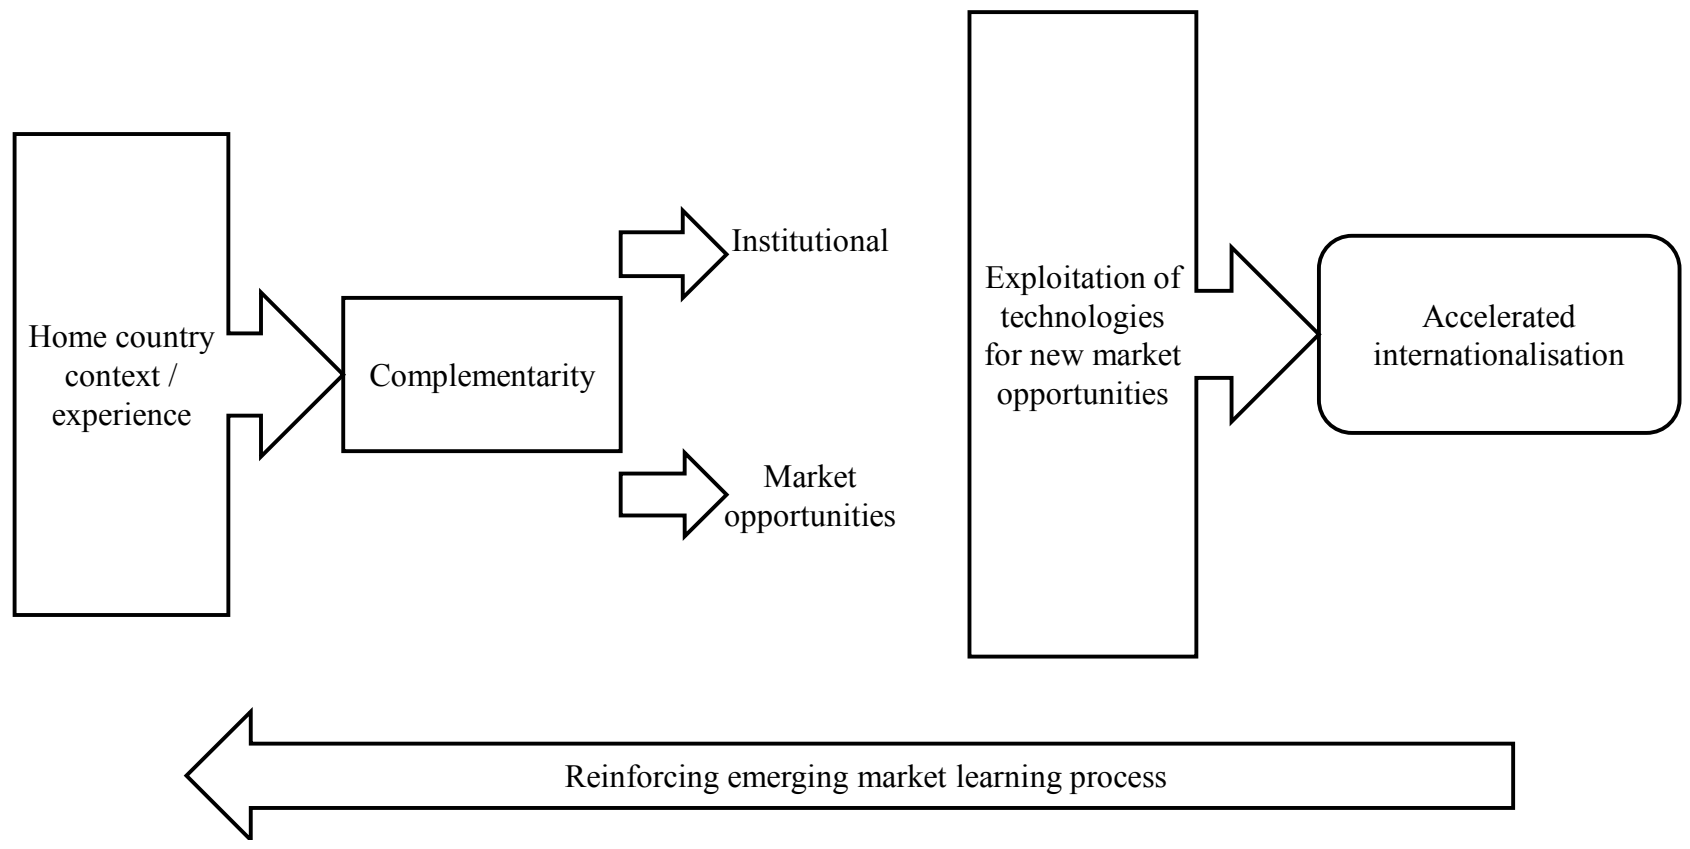 Home country
context /
experience
Complementarity
Institutional
Market
opportunities
Exploitation of
technologies
for new market
opportunities
Accelerated
internationalisation
Reinforcing emerging market learning process